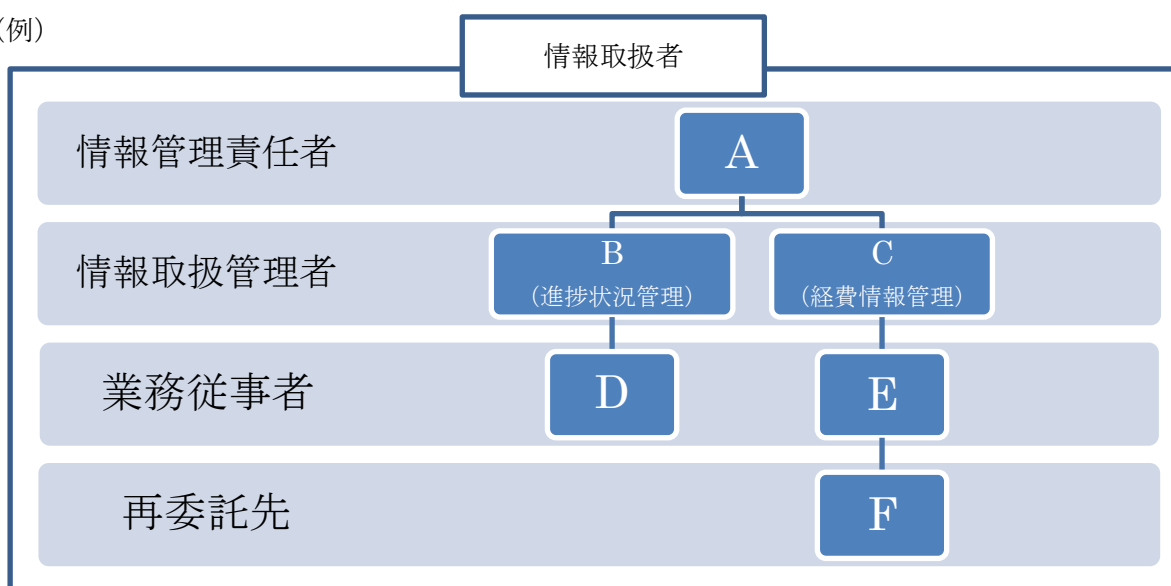 （例）
情報取扱者
情報管理責任者
A
情報取扱管理者
B
（進捗状況管理）
C
（経費情報管理）
業務従事者
D
E
再委託先
F